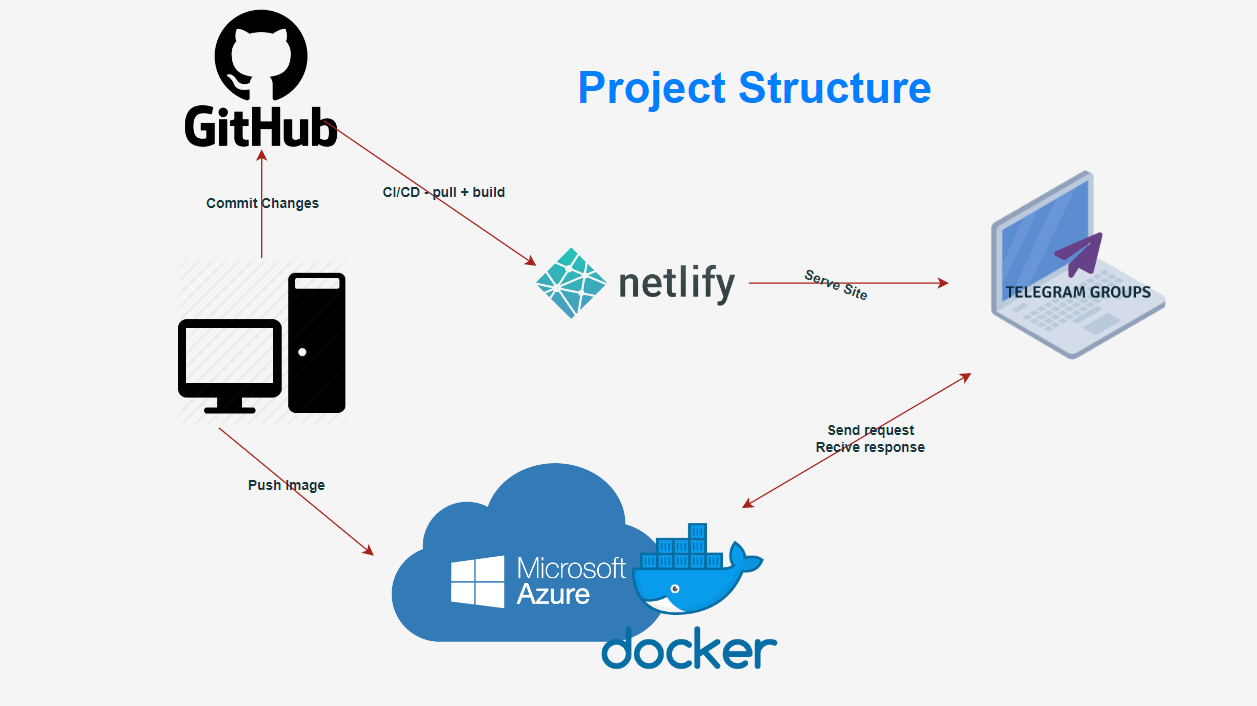 Project Structure
GitHub
CI/CD - pull + build
Commit Changes
netlify
Serve Site
TELEGRAM GROUPS
Send request
Recive response
Push Image
Microsoft
Azure
docker